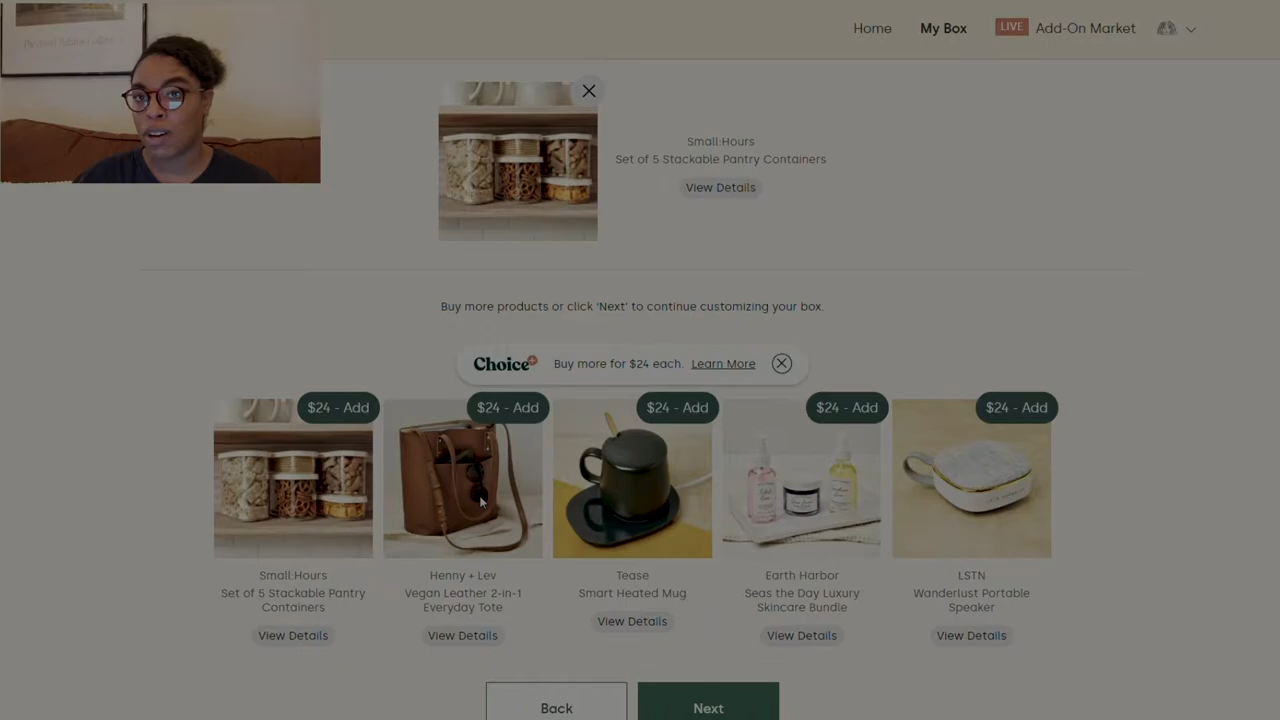 Home
My Box
LIVE
Add-On Market
Small:Hours
Set of 5 Stackable Pantry Containers
View Details
Buy more products or click 'Next' to continue customizing your box.
Choice+
Buy more for $24 each. Learn More
$24 - Add
$24 - Add
$24 - Add
$24 - Add
$24 - Add
Small:Hours
Set of 5 Stackable Pantry
Containers
View Details
Henny + Lev
Vegan Leather 2-in-1
Everyday Tote
View Details
Tease
Smart Heated Mug
View Details
Earth Harbor
Seas the Day Luxury
Skincare Bundle
View Details
LSTN
Wanderlust Portable
Speaker
View Details
Back
Next